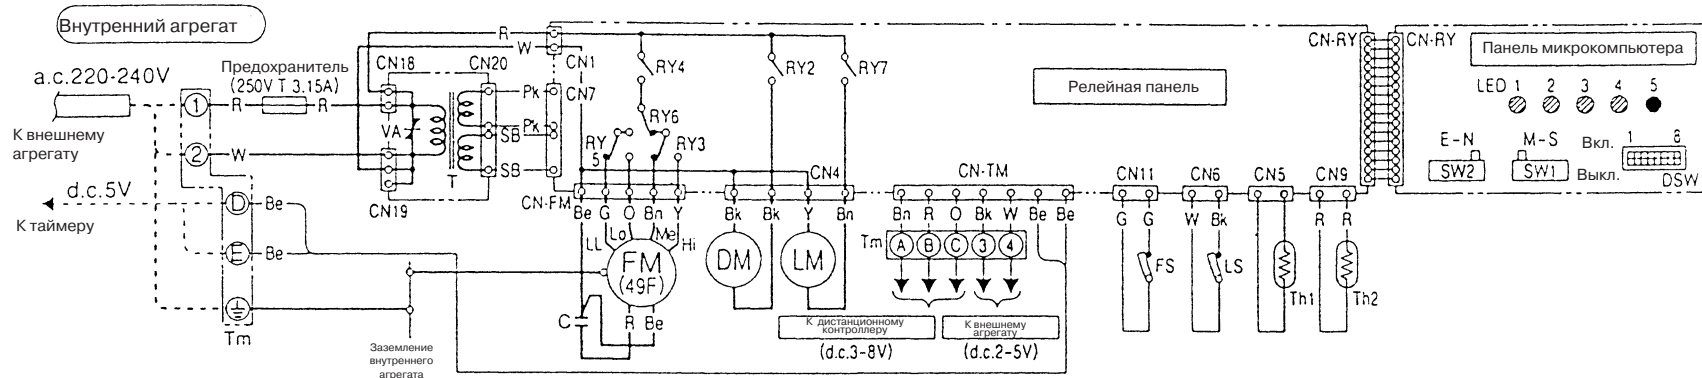 Внутренний агрегат
a.c.220-240V
Предохранитель
(250V T 3.15A)
К внешнему
агрегату
1
R
R
2
W
d.c.5V
К таймеру
D
Be
E
Be
Tm
Заземление
внутреннего
агрегата
R
W
CN18
CN20
CN1
CN7
Pk
Pk
SB
SB
VA
T
CN19
CN-FM
RY4
RY2
RY7
RY6
RY
5
RY3
CN4
Релейная панель
CN-RY
CN-RY
Панель микрокомпьютера
LED 1 2 3 4 5
E-N
M-S
Вкл.
1 8
SW2
SW1
Выкл.
DSW
CN-TM
CN11
CN6
CN5
CN9
Be G O Bn Y
Bk Bk Y Bn
Bn R O Bk W Be Be
G G
W Bk
R R
LL Lo Me Hi
FM
(49F)
DM
LM
Tm A B C 3 4
FS
LS
Th1
Th2
C
R Be
К дистанционному
контроллеру
(d.c.3-8V)
К внешнему
агрегату
(d.c.2-5V)